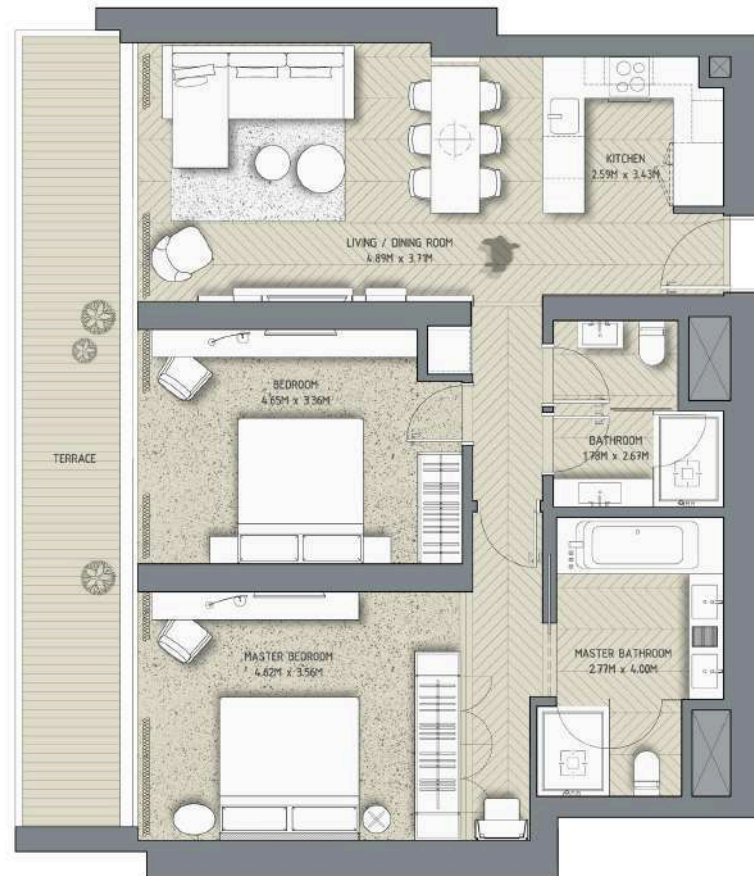 KITCHEN
2.59M x 3.43M
LIVING / DINING ROOM
4.89M x 3.71M
BEDROOM
4.65M x 3.36M
TERRACE
BATHROOM
1.78M x 2.67M
MASTER BEDROOM
4.62M x 3.56M
MASTER BATHROOM
2.77M x 4.00M